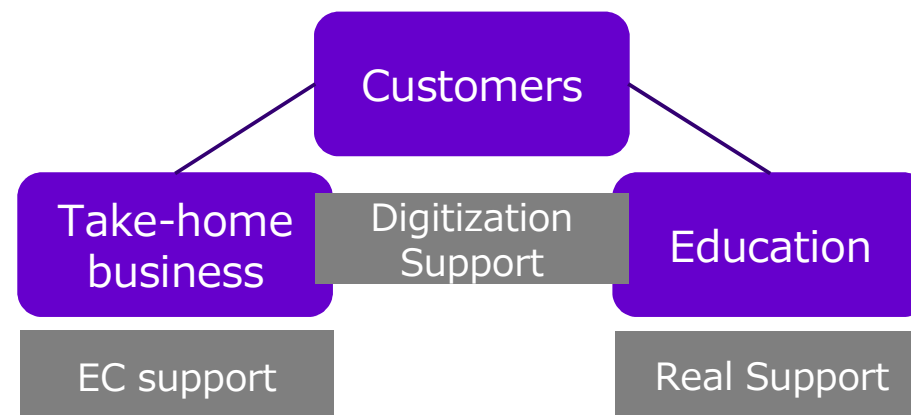 Customers
Take-home
business
Digitization
Support
Education
EC support
Real Support